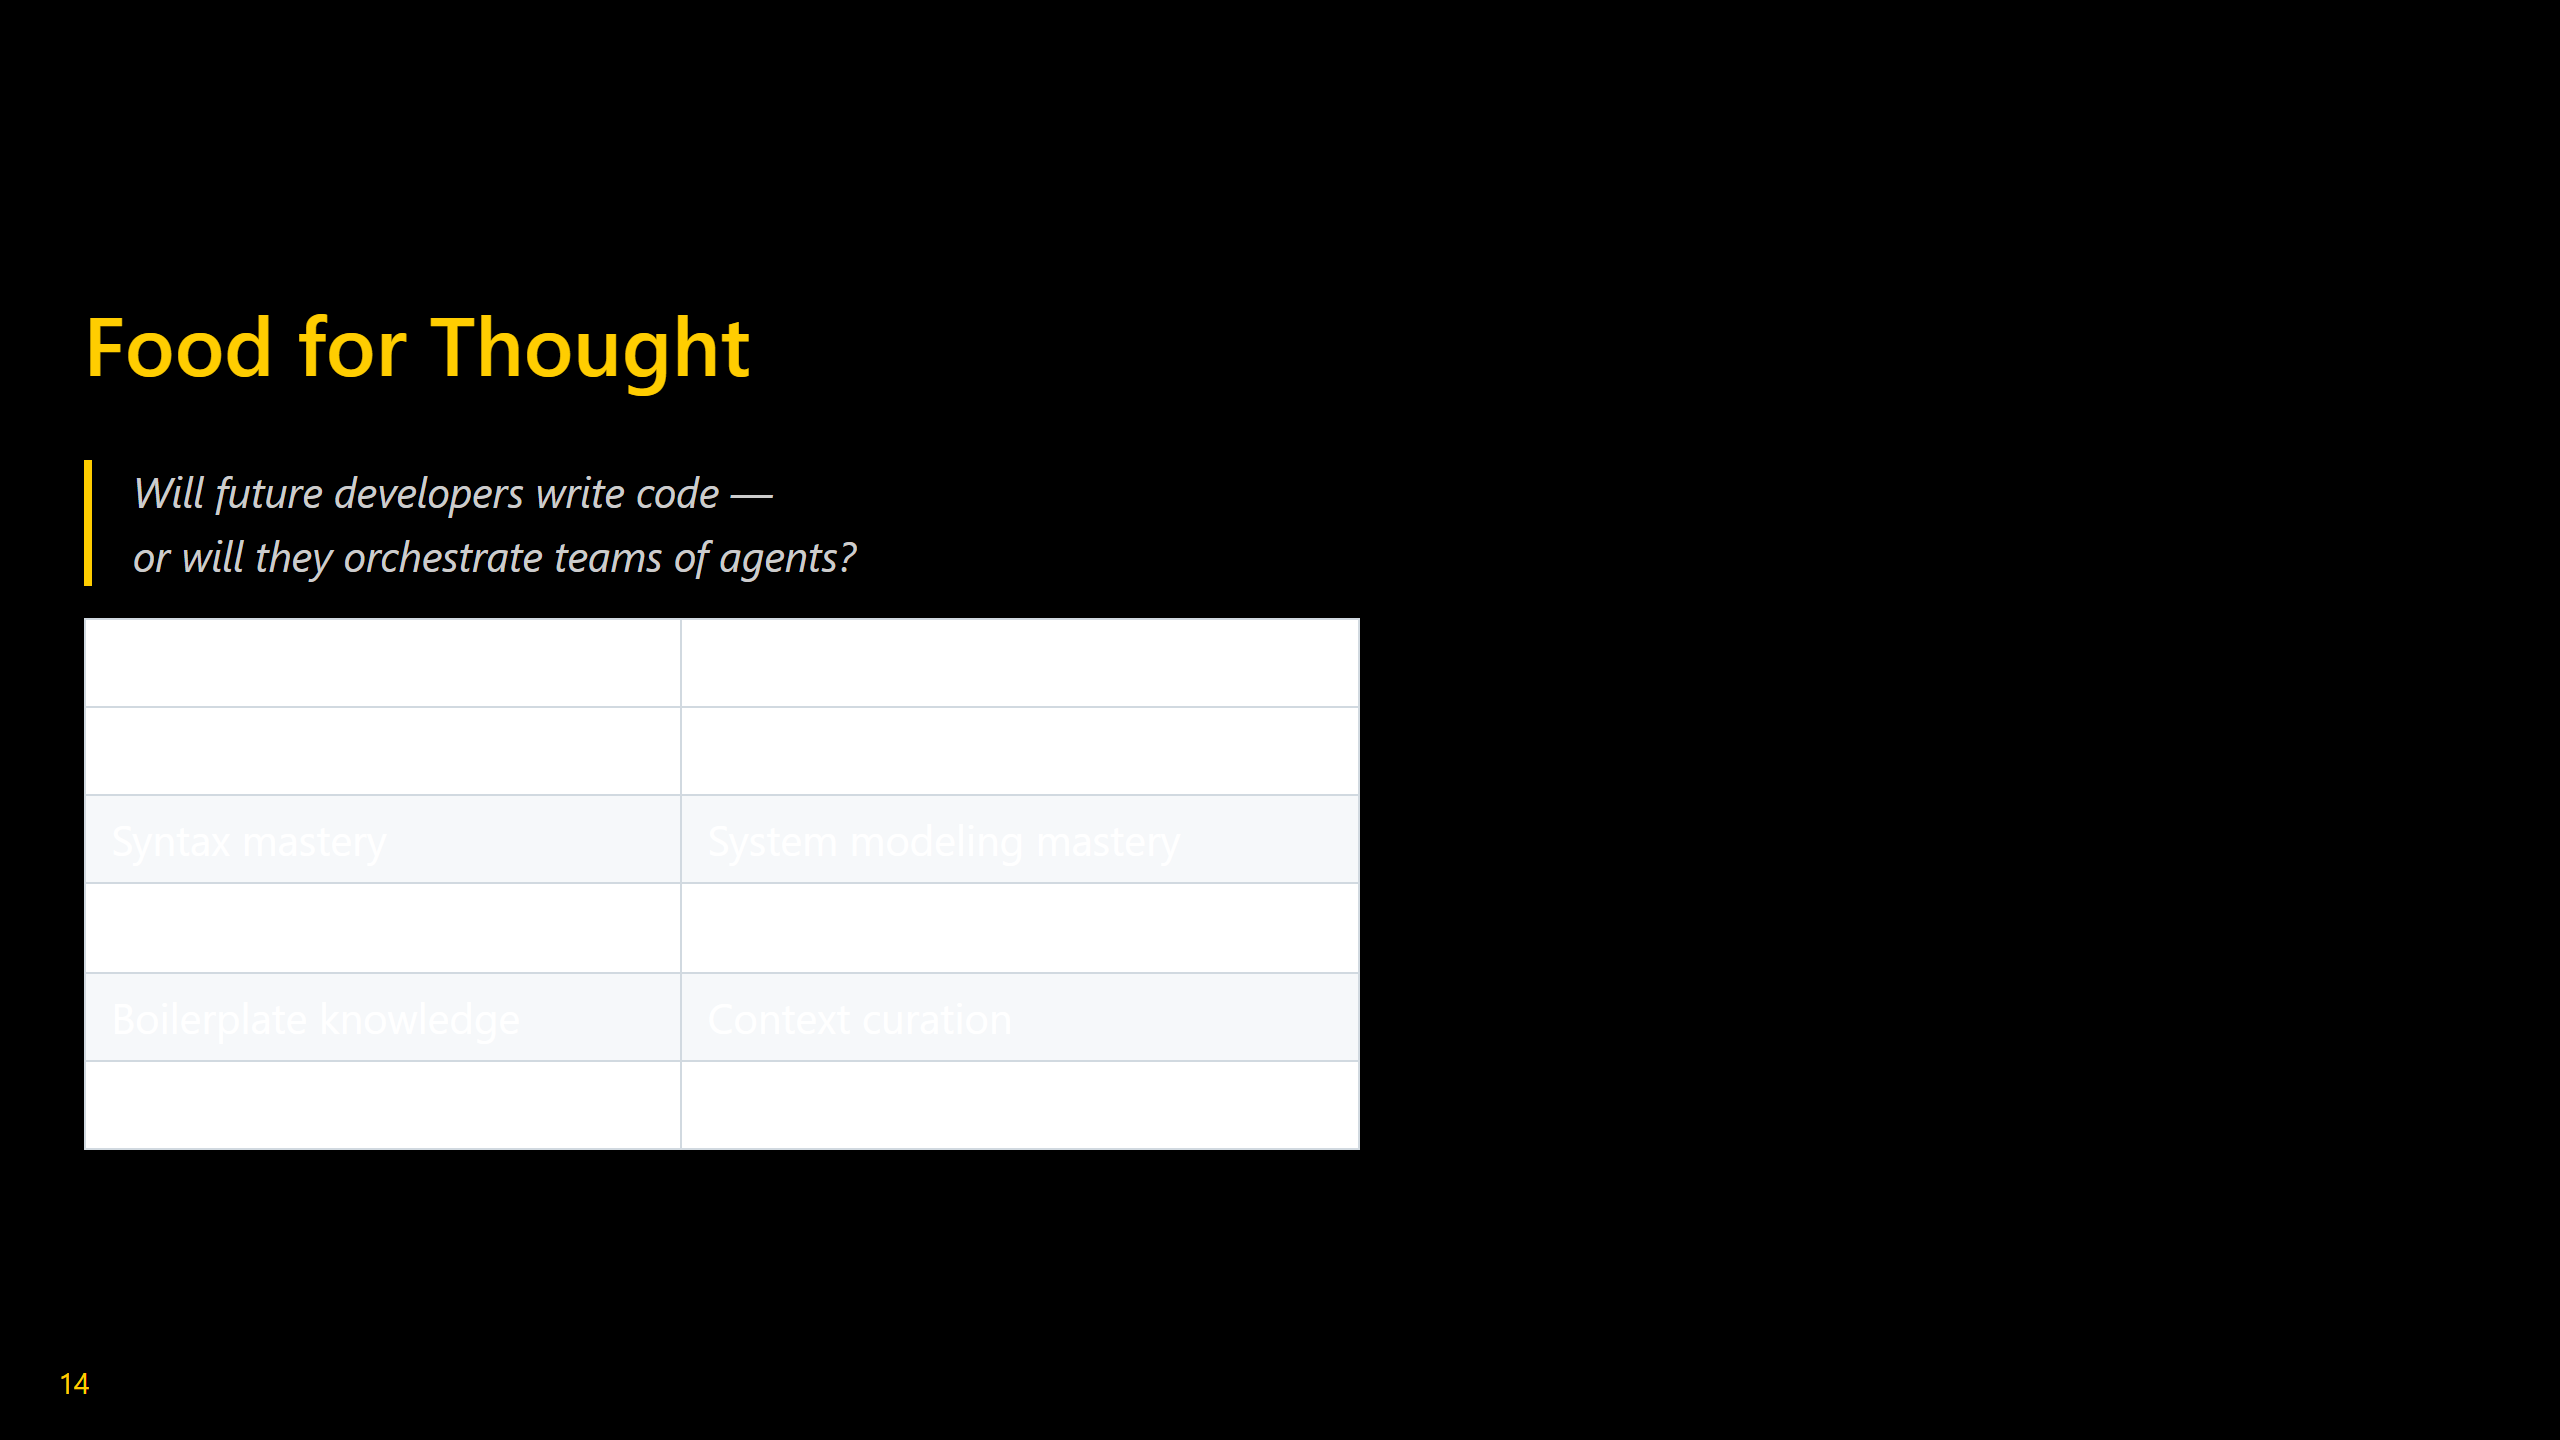 Food for Thought
Will future developers write code —
or will they orchestrate teams of agents?
Syntax mastery
System modeling mastery
Boilerplate knowledge
Context curation
14